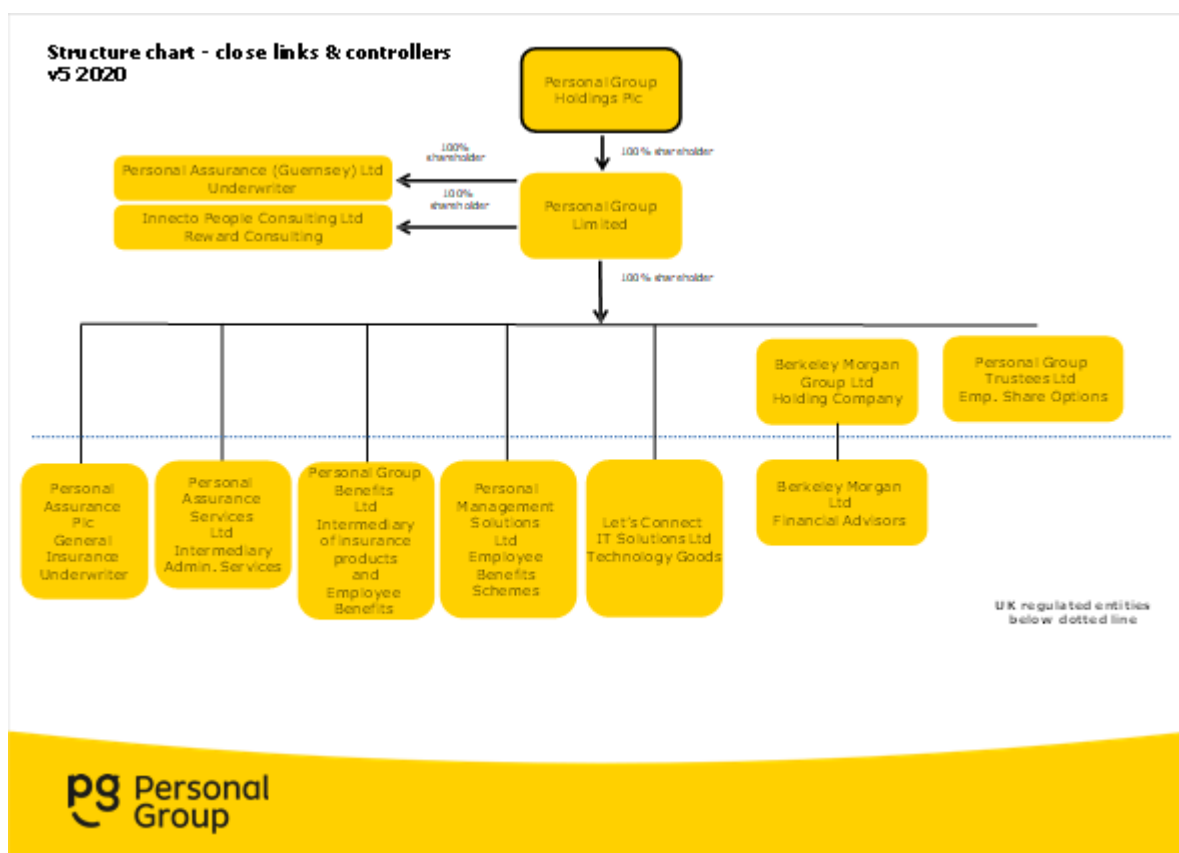 Structure chart - close links & controllers
v5 2020
Personal Group
Holdings Plc
100% shareholder
100%
shareholder
Personal Assurance (Guernsey) Ltd
Underwriter
100%
shareholder
Innecto People Consulting Ltd
Reward Consulting
Personal Group
Limited
100% shareholder
Berkeley Morgan
Group Ltd
Holding Company
Personal Group
Trustees Ltd
Emp. Share Options
Personal
Assurance
Plc
General
Insurance
Underwriter
Personal
Assurance
Services
Ltd
Intermediary
Admin. Services
Personal Group
Benefits
Ltd
Intermediary
of insurance
products
and
Employee
Benefits
Personal
Management
Solutions
Ltd
Employee
Benefits
Schemes
Let's Connect
IT Solutions Ltd
Technology Goods
Berkeley Morgan
Ltd
Financial Advisors
UK regulated entities
below dotted line
pg Personal
Group